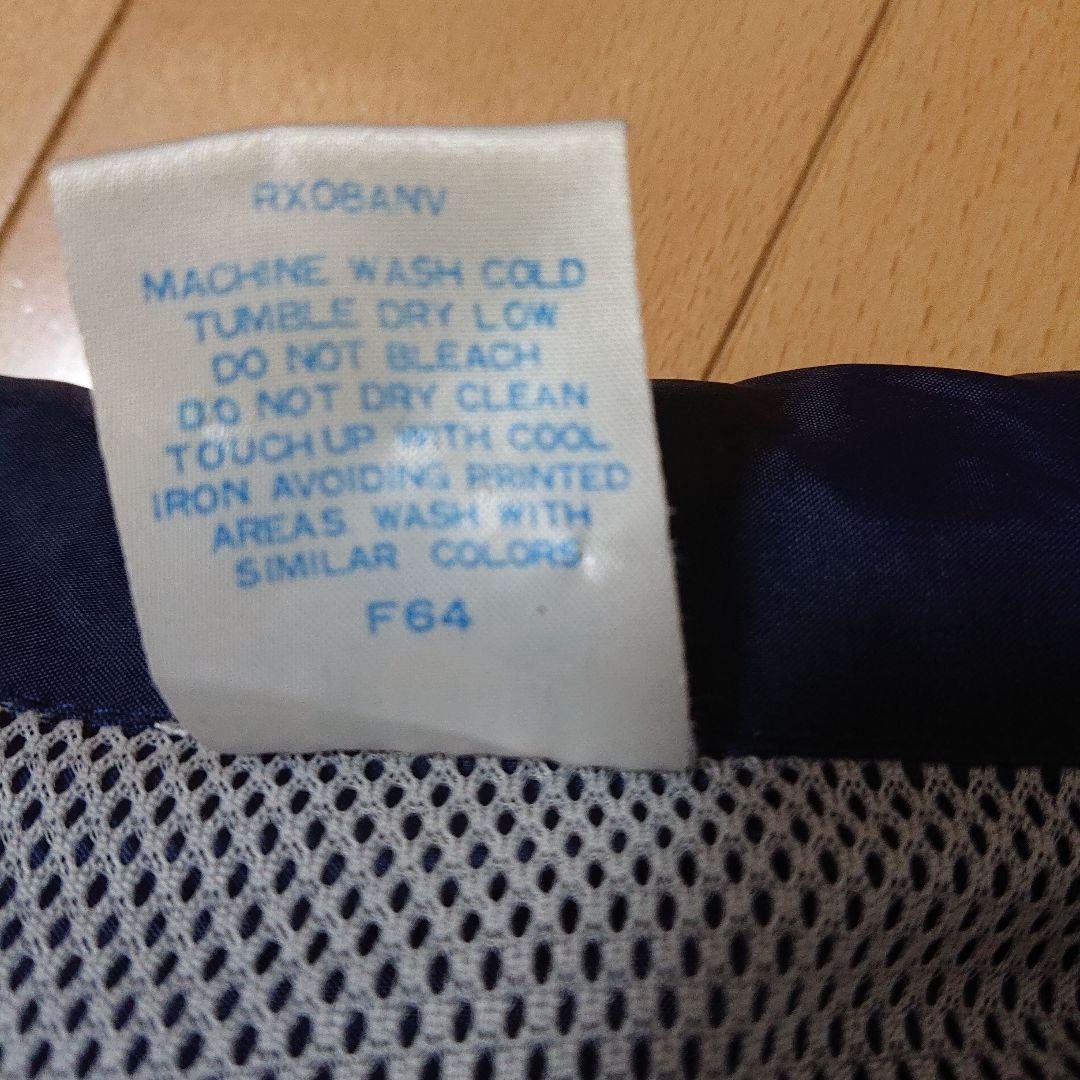 RX08ANV
MACHINE WASH COLD
TUMBLE DRY LOW
DO NOT BLEACH
DO NOT DRY CLEAN
TOUCH UP WITH COOL
IRON AVOIDING PRINTED
AREAS WASH WITH
SIMILAR COLORS
F64